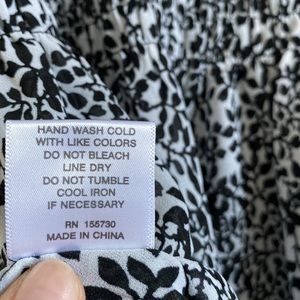 HAND WASH COLD
WITH LIKE COLORS
DO NOT BLEACH
LINE DRY
DO NOT TUMBLE
COOL IRON
IF NECESSARY
RN 155730
MADE IN CHINA